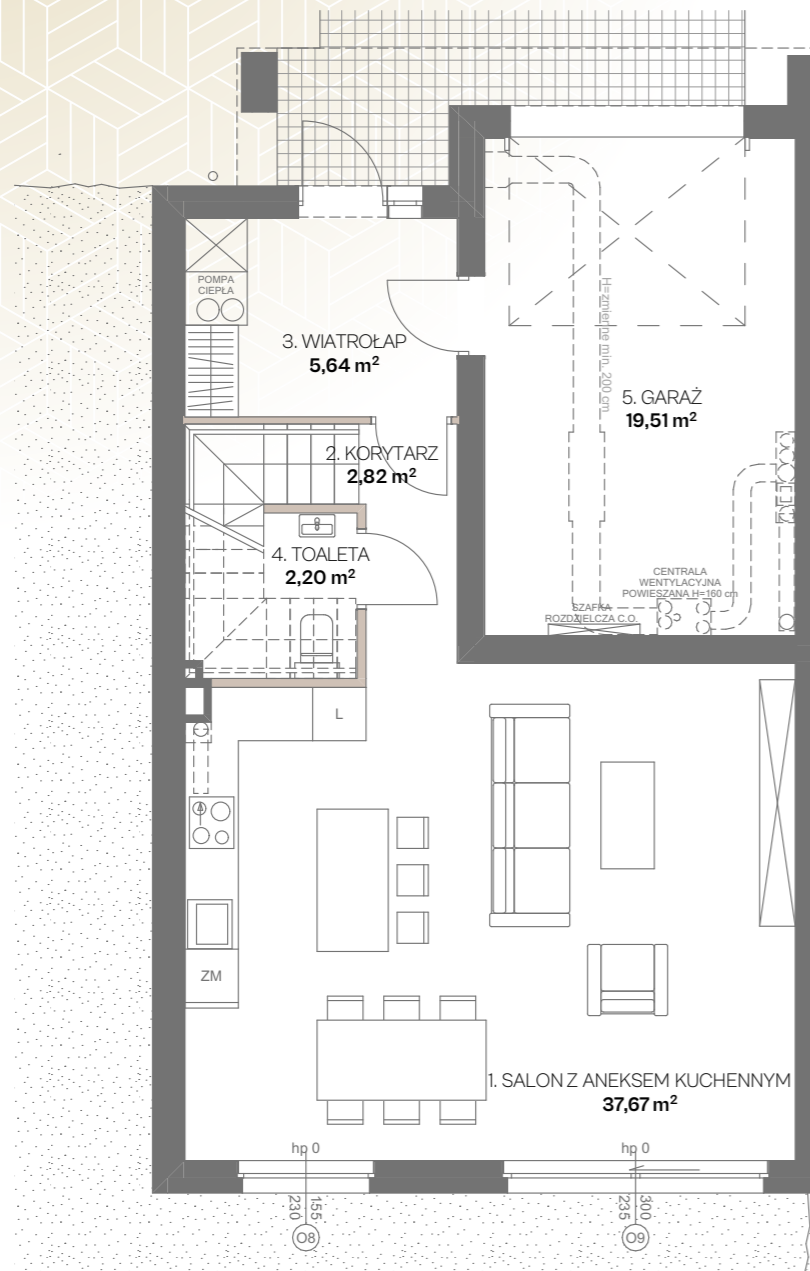 POMPA
CIEPŁA
3. WIATROŁAP
5,64 m²
H=zmienne min. 200 cm
5. GARAŻ
19,51 m²
2. KORYTARZ
2,82 m²
4. TOALETA
2,20 m²
CENTRALA
WENTYLACYJNA
POWIESZANA H=160 cm
SZAFKA
ROZDZIELCZA C.O.
L
ZM
1. SALON Z ANEKSEM KUCHENNYM
37,67 m²
hp 0
hp 0
155
230
300
235
O8
O9